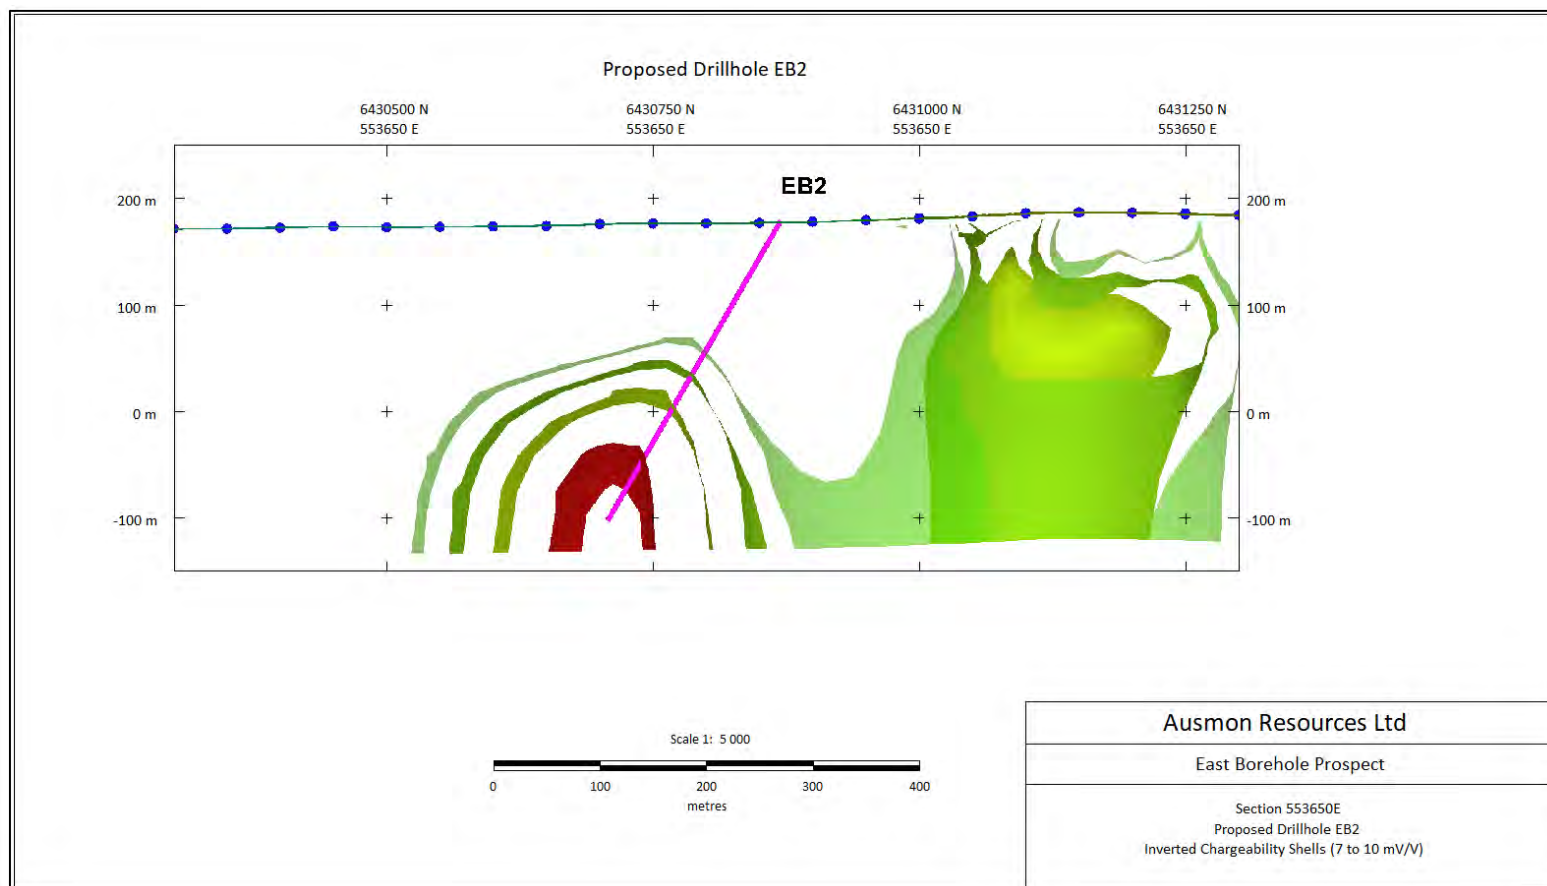 Proposed Drillhole EB2
6430500 N
553650 E
6430750 N
553650 E
6431000 N
553650 E
6431250 N
553650 E
EB2
200 m
200 m
100 m
100 m
0 m
0 m
-100 m
-100 m
Scale 1: 5 000
0 100 200 300 400
metres
Ausmon Resources Ltd
East Borehole Prospect
Section 553650E
Proposed Drillhole EB2
Inverted Chargeability Shells (7 to 10 mV/V)